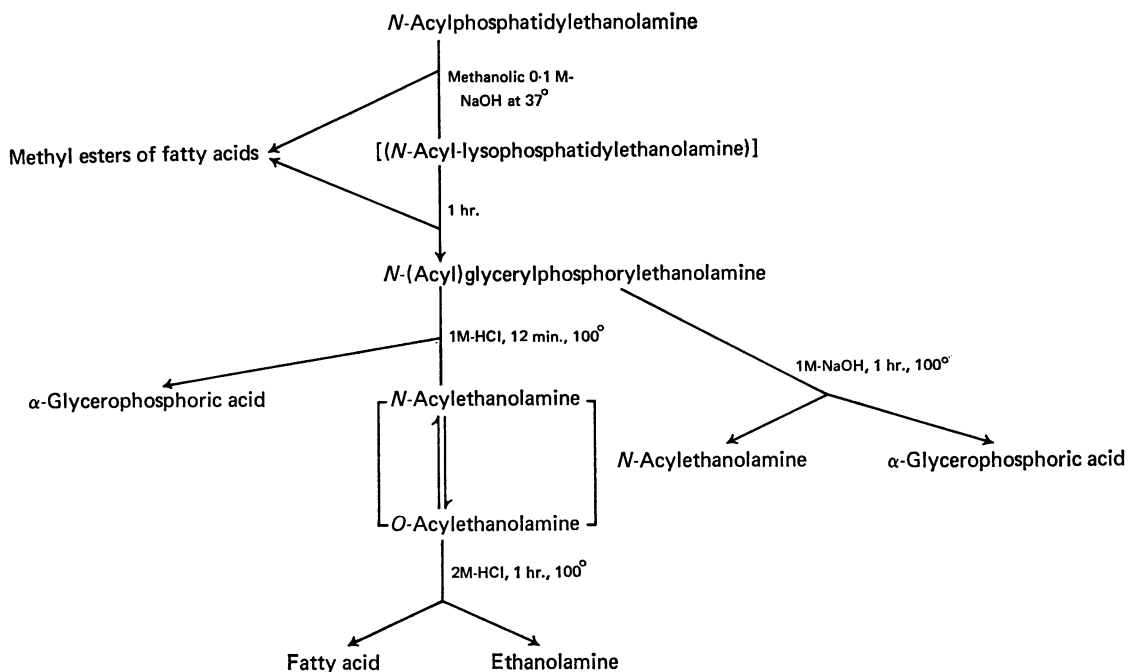 N-Acylphosphatidylethanolamine
Methanolic 0·1 M-
NaOH at 37°
Methyl esters of fatty acids
[(N-Acyl-lysophosphatidylethanolamine)]
1 hr.
N-(Acyl)glycerylphosphorylethanolamine
1M-HCl, 12 min., 100°
1M-NaOH, 1 hr., 100°
α-Glycerophosphoric acid
N-Acylethanolamine
N-Acylethanolamine
α-Glycerophosphoric acid
O-Acylethanolamine
2M-HCl, 1 hr., 100°
Fatty acid
Ethanolamine